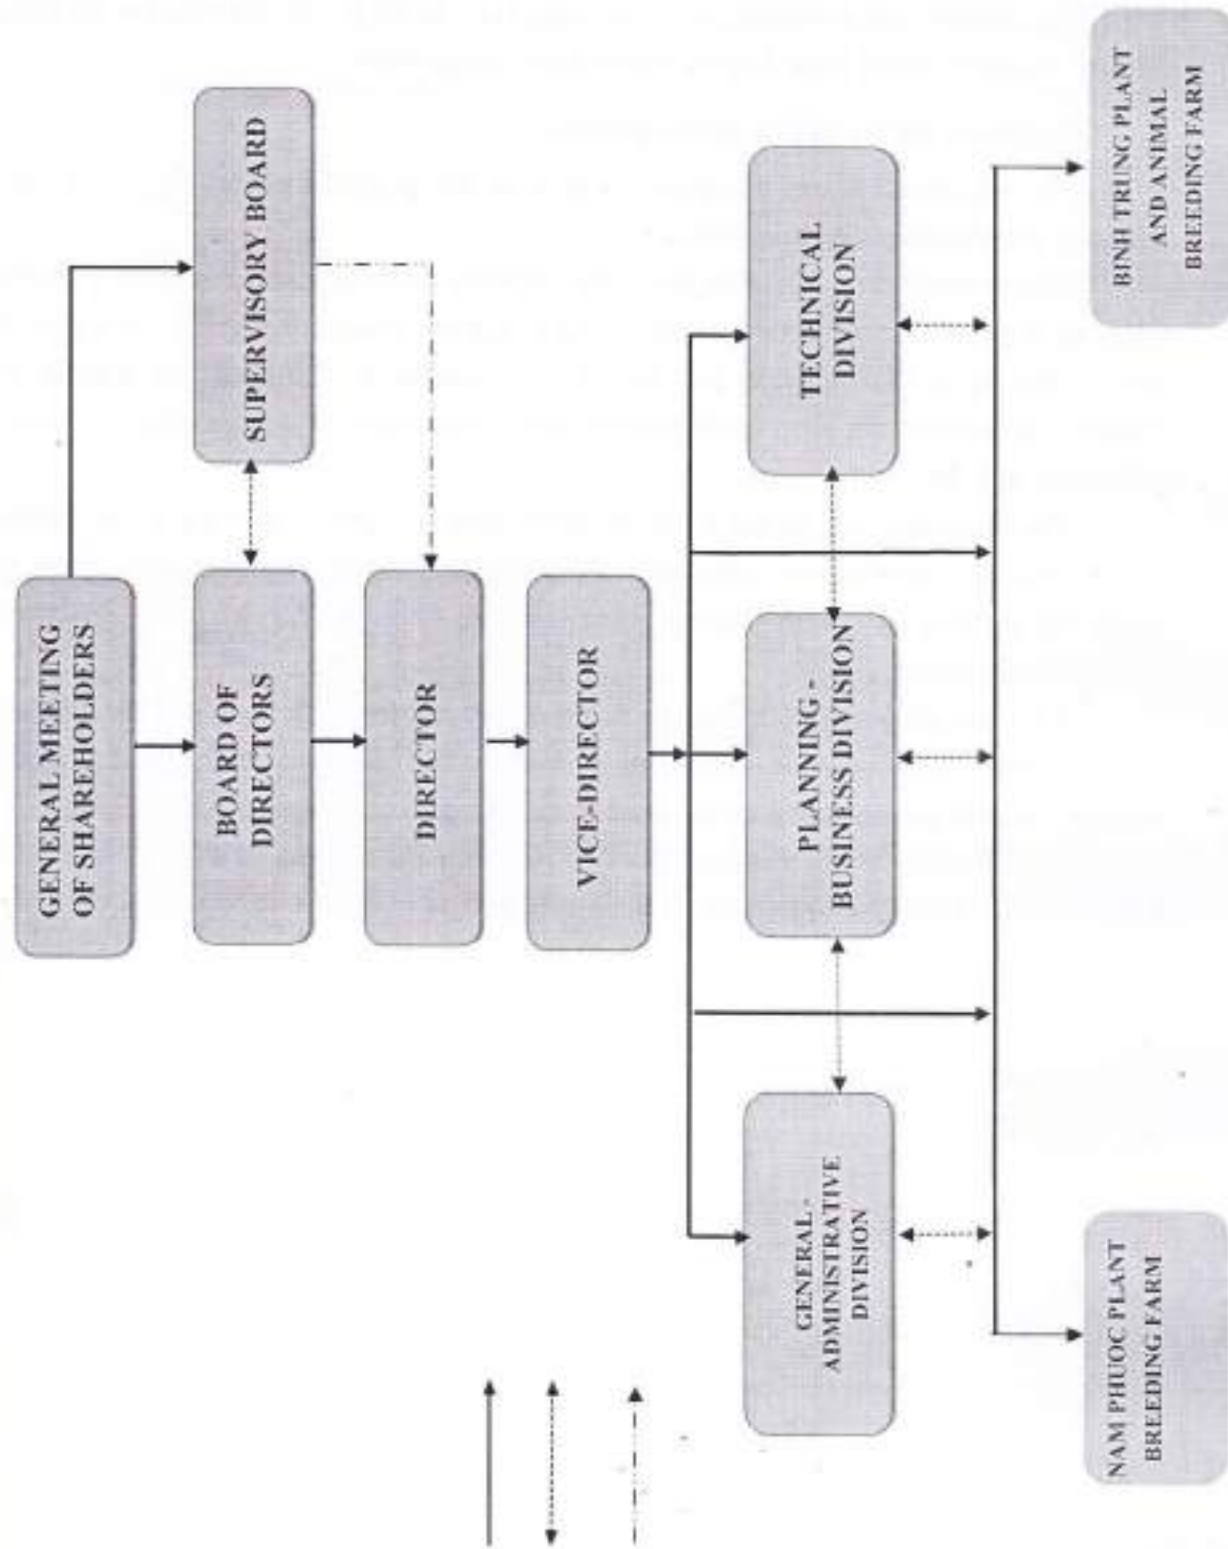 GENERAL MEETING
OF SHAREHOLDERS
BOARD OF
DIRECTORS
SUPERVISORY BOARD
DIRECTOR
VICE-DIRECTOR
GENERAL -
ADMINISTRATIVE
DIVISION
PLANNING -
BUSINESS DIVISION
TECHNICAL
DIVISION
NAM PHUOC PLANT
BREEDING FARM
BINH TRUNG PLANT
AND ANIMAL
BREEDING FARM